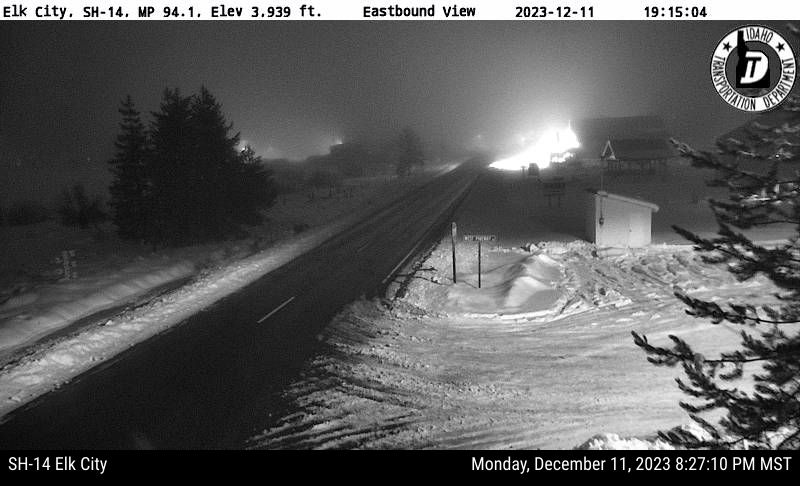 Elk City, SH-14, MP 94.1, Elev 3,939 ft. Eastbound View 2023-12-11 19:15:04
IDAHO
TRANSPORTATION DEPARTMENT
SH-14 Elk City
Monday, December 11, 2023 8:27:10 PM MST